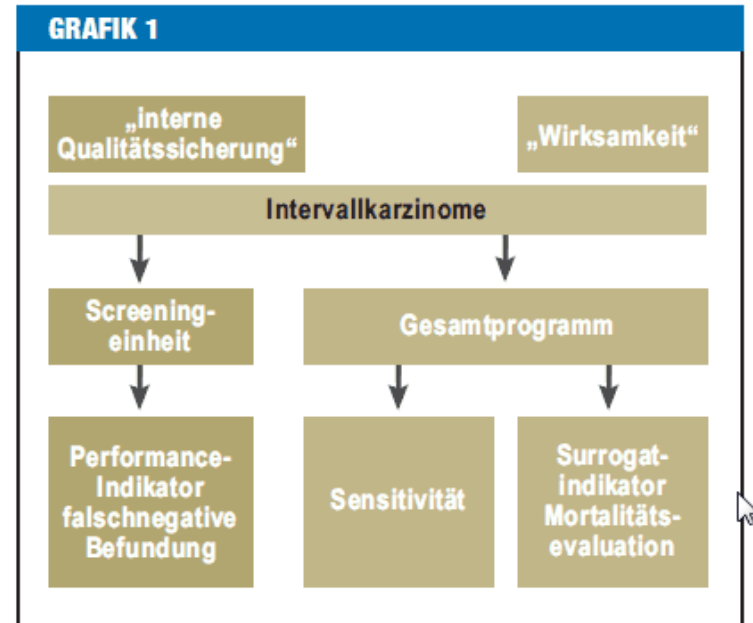 GRAFIK 1
„interne
Qualitätssicherung“
„Wirksamkeit“
Intervallkarzinome
Screening-
einheit
Gesamtprogramm
Performance-
Indikator
falschnegative
Befundung
Sensitivität
Surrogat-
indikator
Mortalitäts-
evaluation